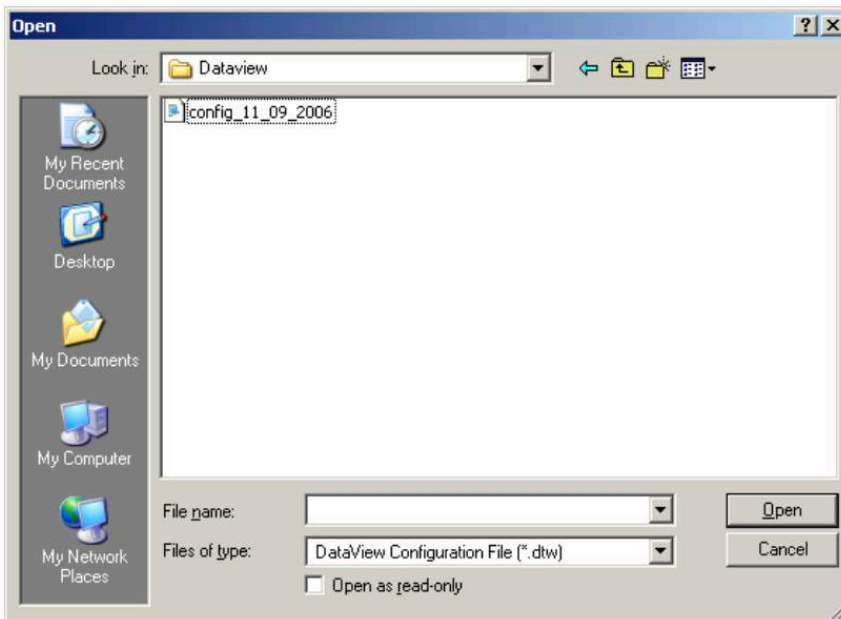 Open
Look in: Dataview
config_11_09_2006
My Recent
Documents
Desktop
My Documents
My Computer
My Network
Places
File name:
Open
Files of type: DataView Configuration File (*.dtw)
Cancel
Open as read-only